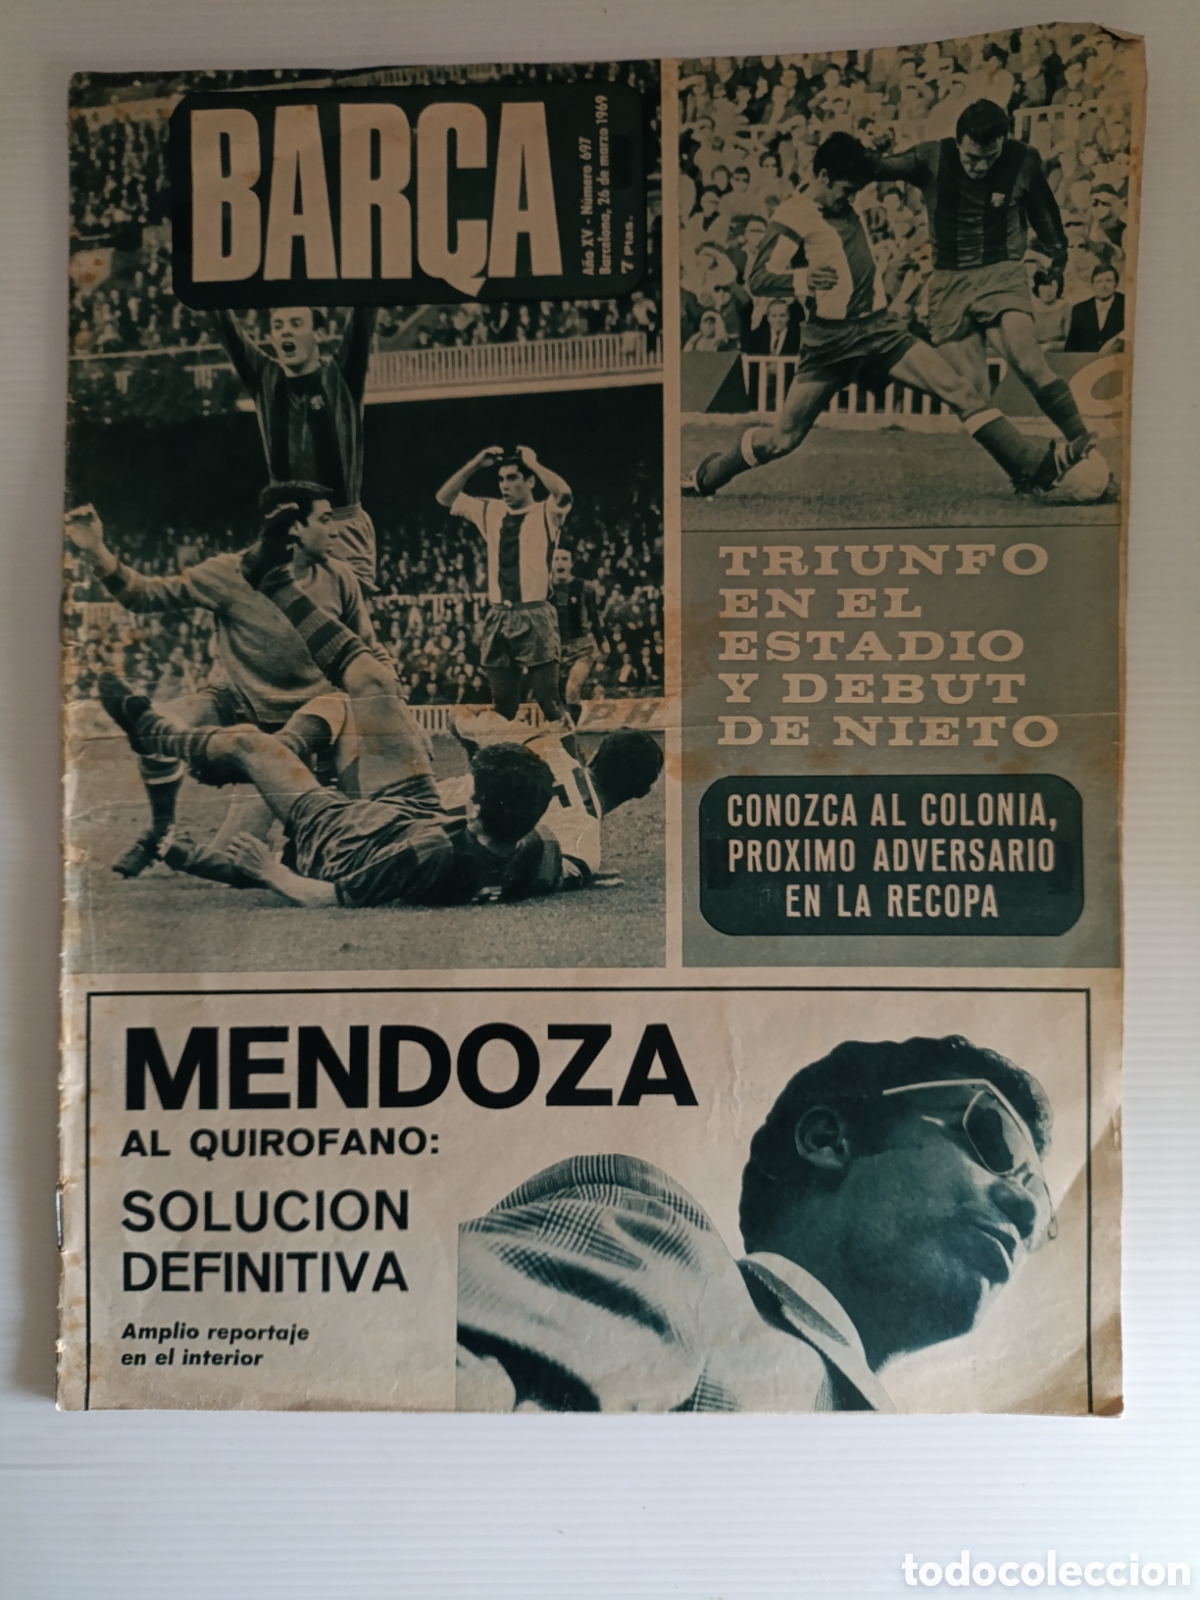 BARÇA
Año XV - Número 697
Barcelona, 26 de marzo 1969
7 Ptas.
TRIUNFO
EN EL
ESTADIO
Y DEBUT
DE NIETO
CONOZCA AL COLONIA,
PROXIMO ADVERSARIO
EN LA RECOPA
MENDOZA
AL QUIROFANO:
SOLUCION
DEFINITIVA
Amplio reportaje
en el interior
todocoleccion